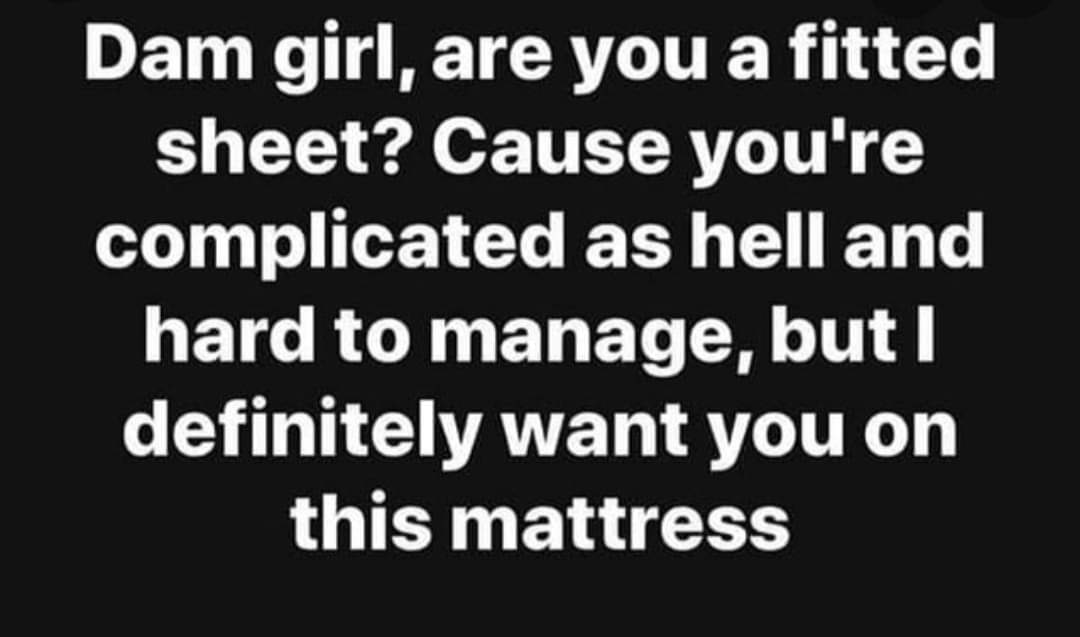 Dam girl, are you a fitted
sheet? Cause you're
complicated as hell and
hard to manage, but I
definitely want you on
this mattress